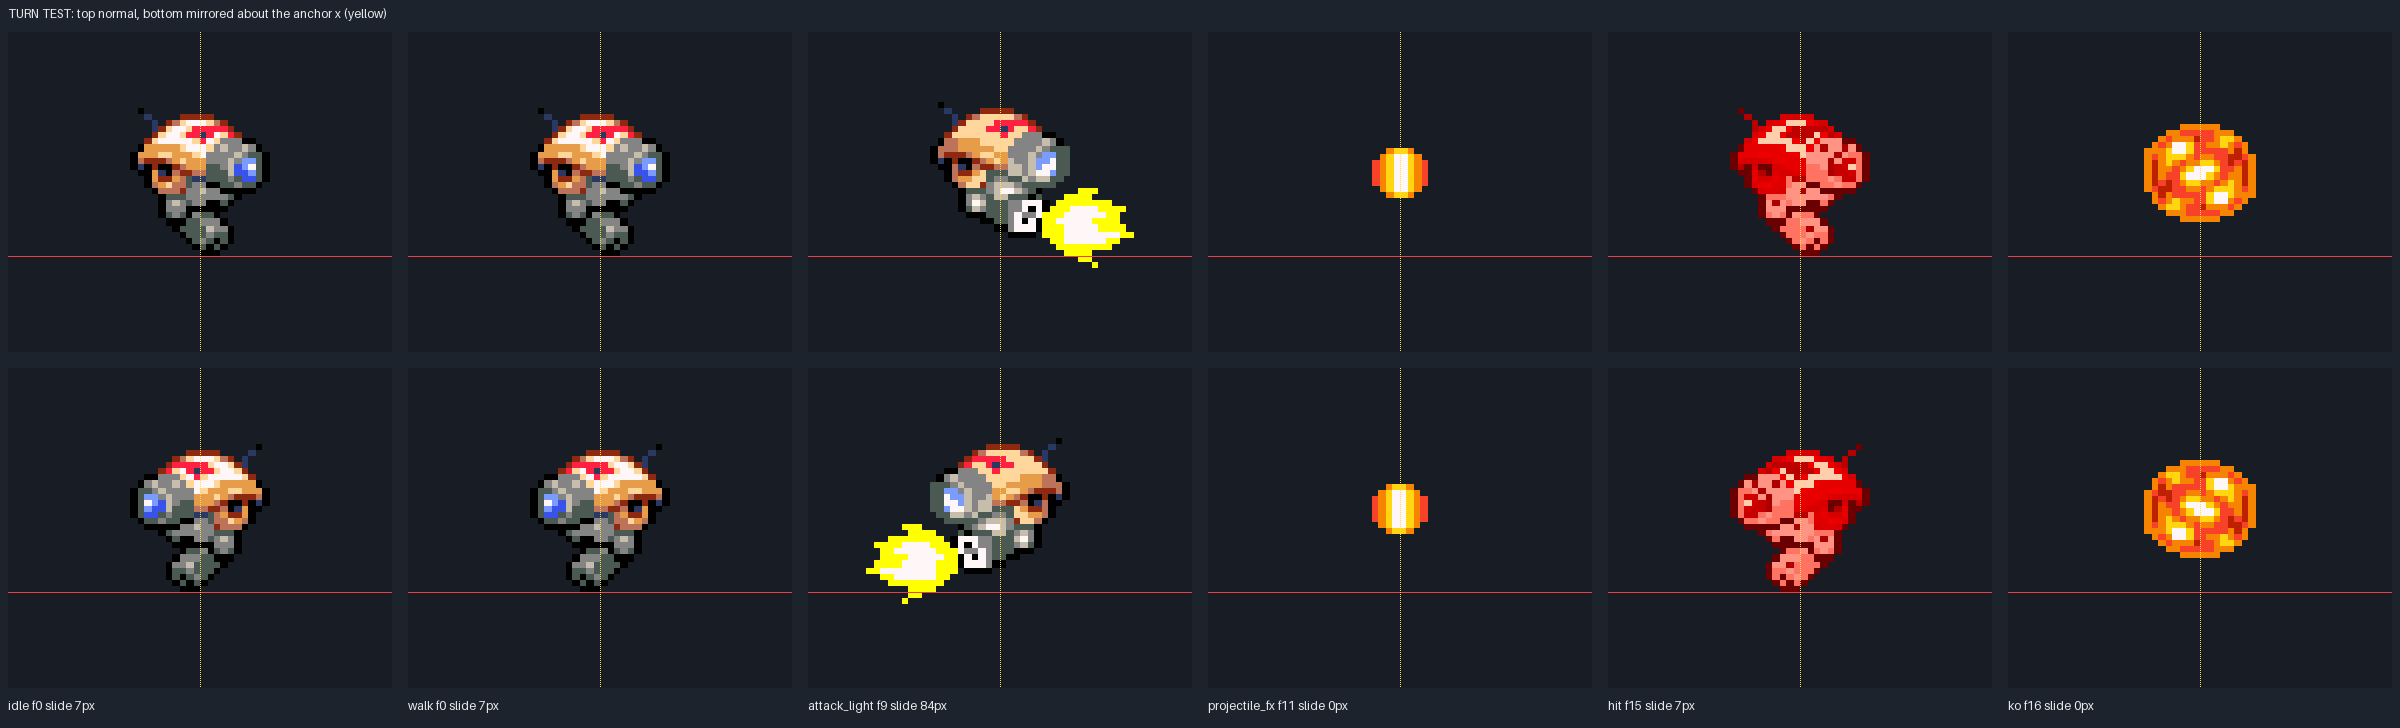 TURN TEST: top normal, bottom mirrored about the anchor x (yellow)
idle f0 slide 7px
walk f0 slide 7px
attack_light f9 slide 84px
projectile_fx f11 slide 0px
hit f15 slide 7px
ko f16 slide 0px